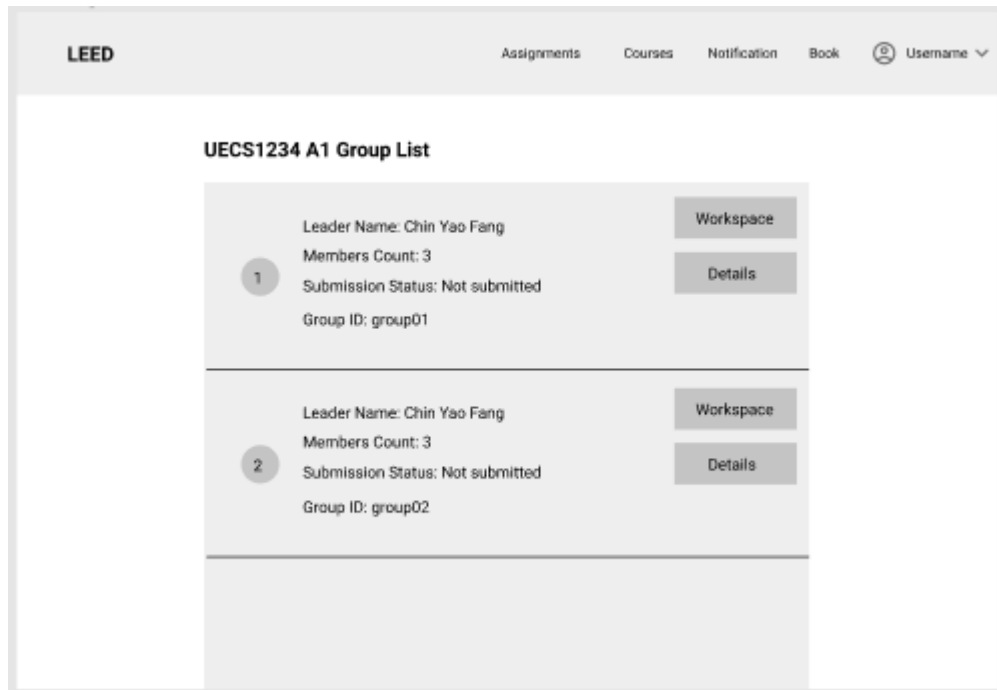 LEED
Assignments Courses Notification Book Username
UECS1234 A1 Group List
1
Leader Name: Chin Yao Fang
Members Count: 3
Submission Status: Not submitted
Group ID: group01
Workspace
Details
2
Leader Name: Chin Yao Fang
Members Count: 3
Submission Status: Not submitted
Group ID: group02
Workspace
Details